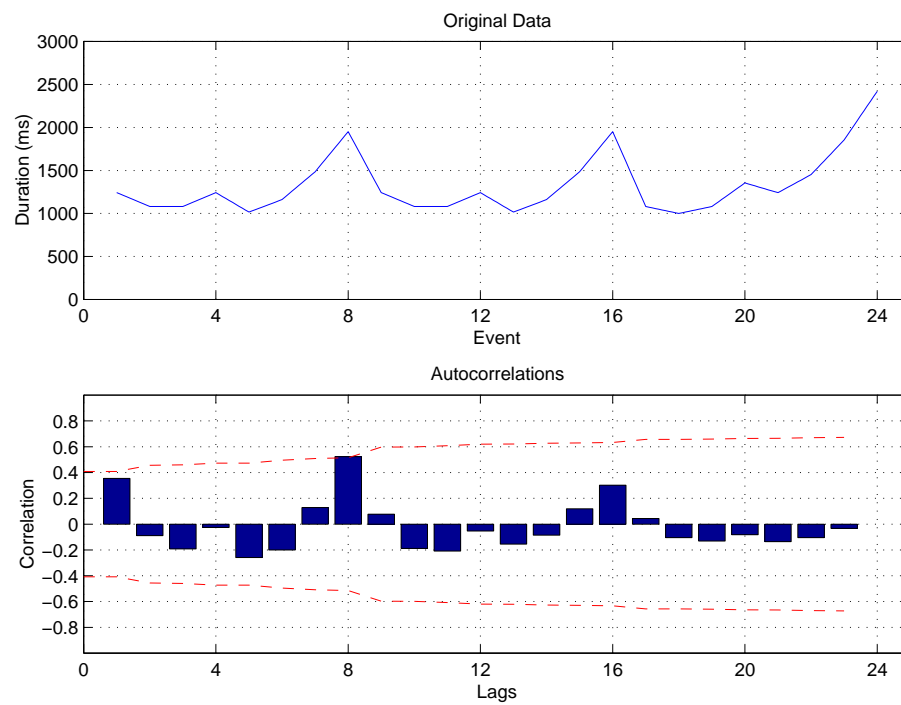 Original Data
3000
2500
2000
1500
1000
500
0
Duration (ms)
0 4 8 12 16 20 24
Event
Autocorrelations
0.8
0.6
0.4
0.2
0
−0.2
−0.4
−0.6
−0.8
Correlation
0 4 8 12 16 20 24
Lags